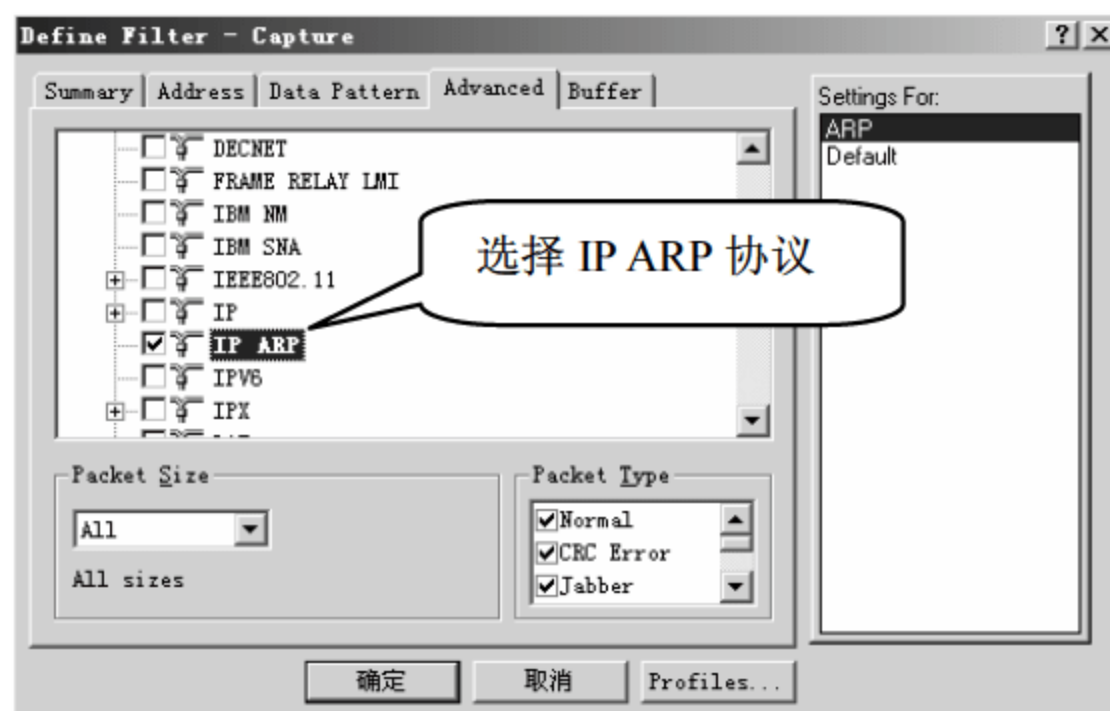 Define Filter - Capture
Summary Address Data Pattern Advanced Buffer
DECNET
FRAME RELAY LMI
IBM NM
IBM SNA
IEEE802.11
IP
IP ARP
IPV6
IPX
选择 IP ARP 协议
Packet Size
All
All sizes
Packet Type
Normal
CRC Error
Jabber
Settings For:
ARP
Default
确定 取消 Profiles...